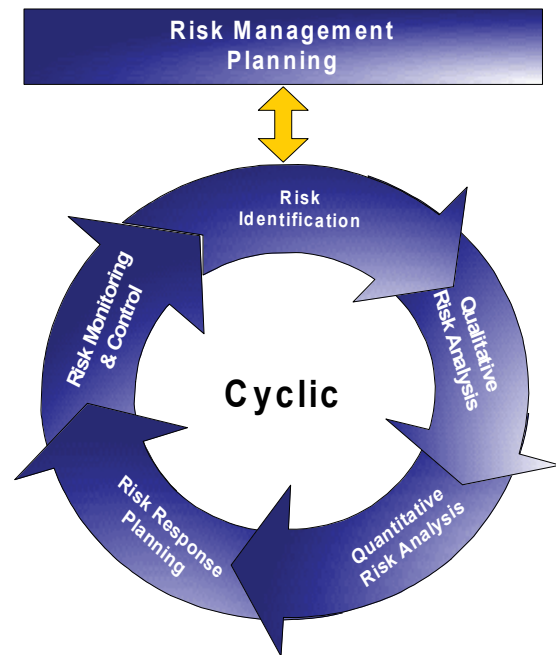 Risk Management
Planning
Risk
Identification
Qualitative
Risk Analysis
Quantitative
Risk Analysis
Risk Response
Planning
Risk Monitoring
& Control
Cyclic